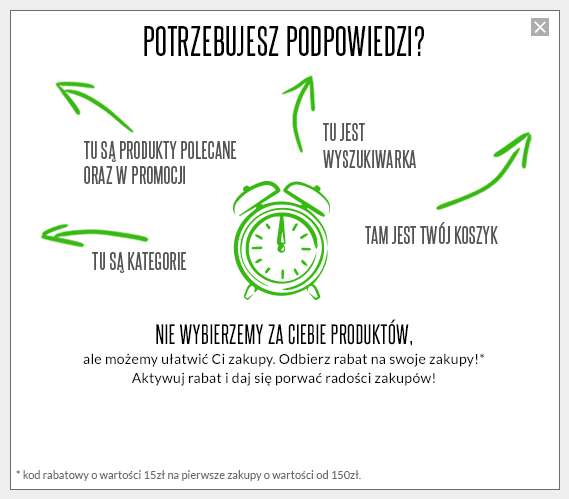 POTRZEBUJESZ PODPOWIEDZI?
TU SĄ PRODUKTY POLECANE
ORAZ W PROMOCJI
TU JEST
WYSZUKIWARKA
TAM JEST TWÓJ KOSZYK
TU SĄ KATEGORIE
NIE WYBIERZEMY ZA CIEBIE PRODUKTÓW,
ale możemy ułatwić Ci zakupy. Odbierz rabat na swoje zakupy!*
Aktywuj rabat i daj się porwać radości zakupów!
* kod rabatowy o wartości 15zł na pierwsze zakupy o wartości od 150zł.